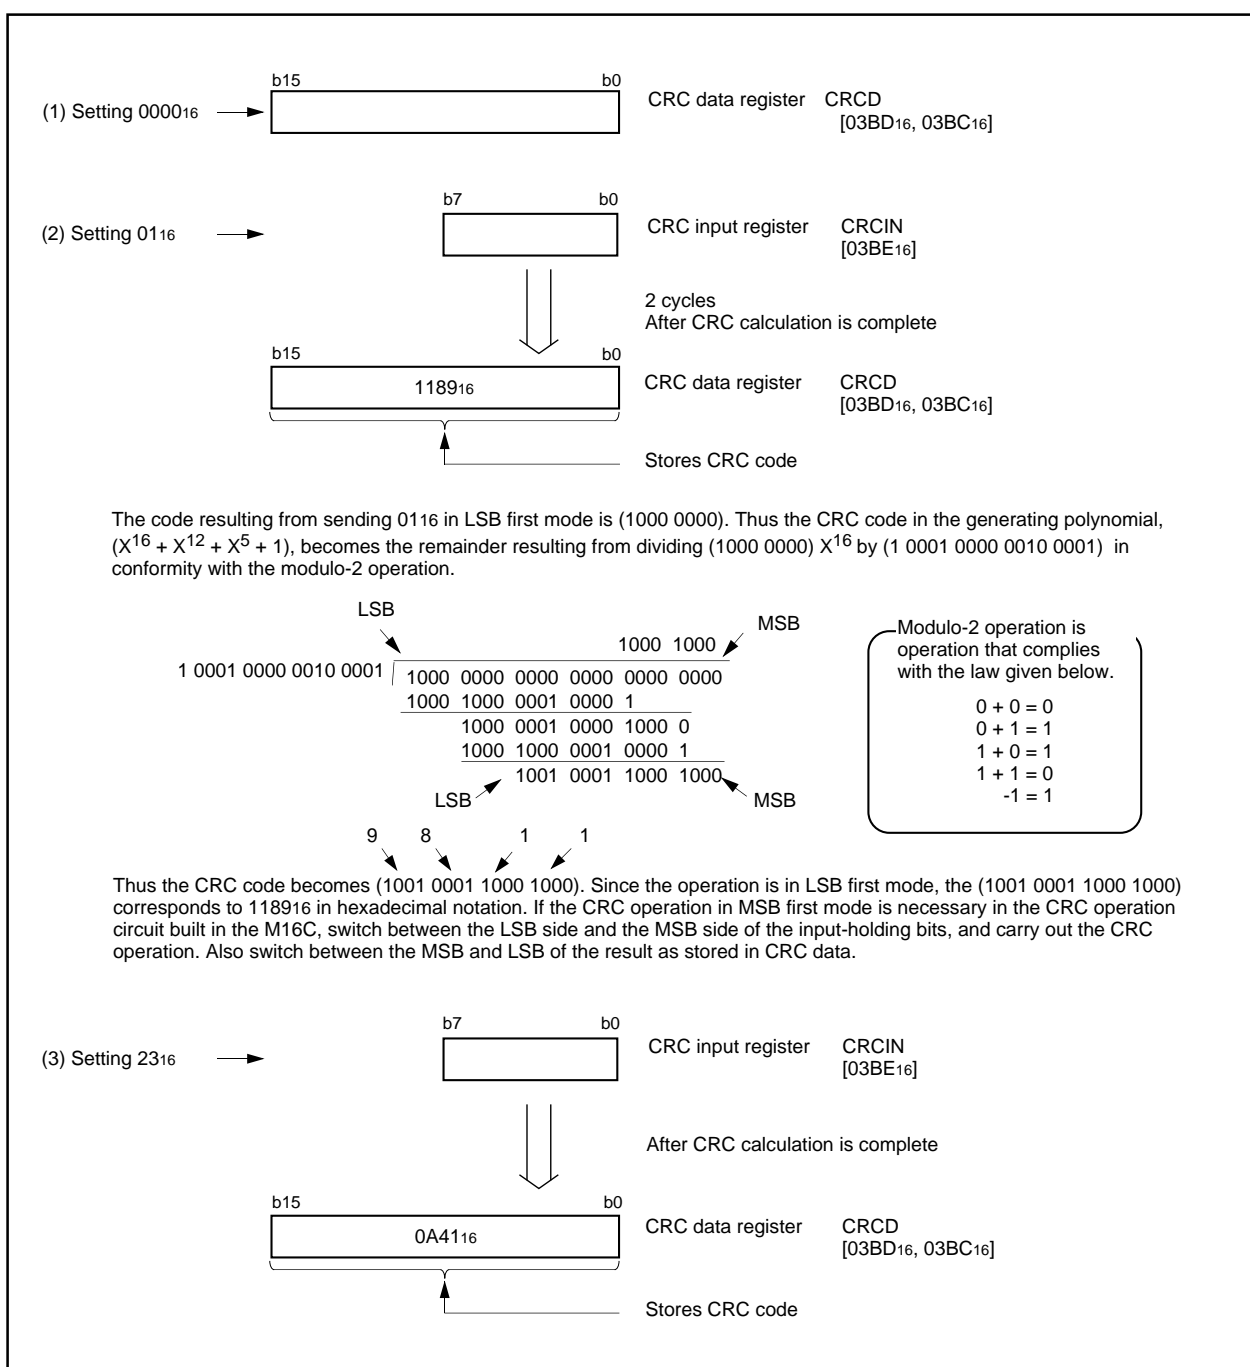 b15 b0
(1) Setting 0000₁₆ CRC data register CRCD
[03BD₁₆, 03BC₁₆]
b7 b0
(2) Setting 01₁₆ CRC input register CRCIN
[03BE₁₆]
2 cycles
After CRC calculation is complete
b15 b0
1189₁₆ CRC data register CRCD
[03BD₁₆, 03BC₁₆]
Stores CRC code
The code resulting from sending 01₁₆ in LSB first mode is (1000 0000). Thus the CRC code in the generating polynomial,
(X¹⁶ + X¹² + X⁵ + 1), becomes the remainder resulting from dividing (1000 0000) X¹⁶ by (1 0001 0000 0010 0001) in
conformity with the modulo-2 operation.
LSB MSB
1000 1000
1 0001 0000 0010 0001 1000 0000 0000 0000 0000 0000
1000 1000 0001 0000 1
1000 0001 0000 1000 0
1000 1000 0001 0000 1
1001 0001 1000 1000
LSB MSB
Modulo-2 operation is
operation that complies
with the law given below.
0 + 0 = 0
0 + 1 = 1
1 + 0 = 1
1 + 1 = 0
-1 = 1
9 8 1 1
Thus the CRC code becomes (1001 0001 1000 1000). Since the operation is in LSB first mode, the (1001 0001 1000 1000)
corresponds to 1189₁₆ in hexadecimal notation. If the CRC operation in MSB first mode is necessary in the CRC operation
circuit built in the M16C, switch between the LSB side and the MSB side of the input-holding bits, and carry out the CRC
operation. Also switch between the MSB and LSB of the result as stored in CRC data.
b7 b0
(3) Setting 23₁₆ CRC input register CRCIN
[03BE₁₆]
After CRC calculation is complete
b15 b0
0A41₁₆ CRC data register CRCD
[03BD₁₆, 03BC₁₆]
Stores CRC code